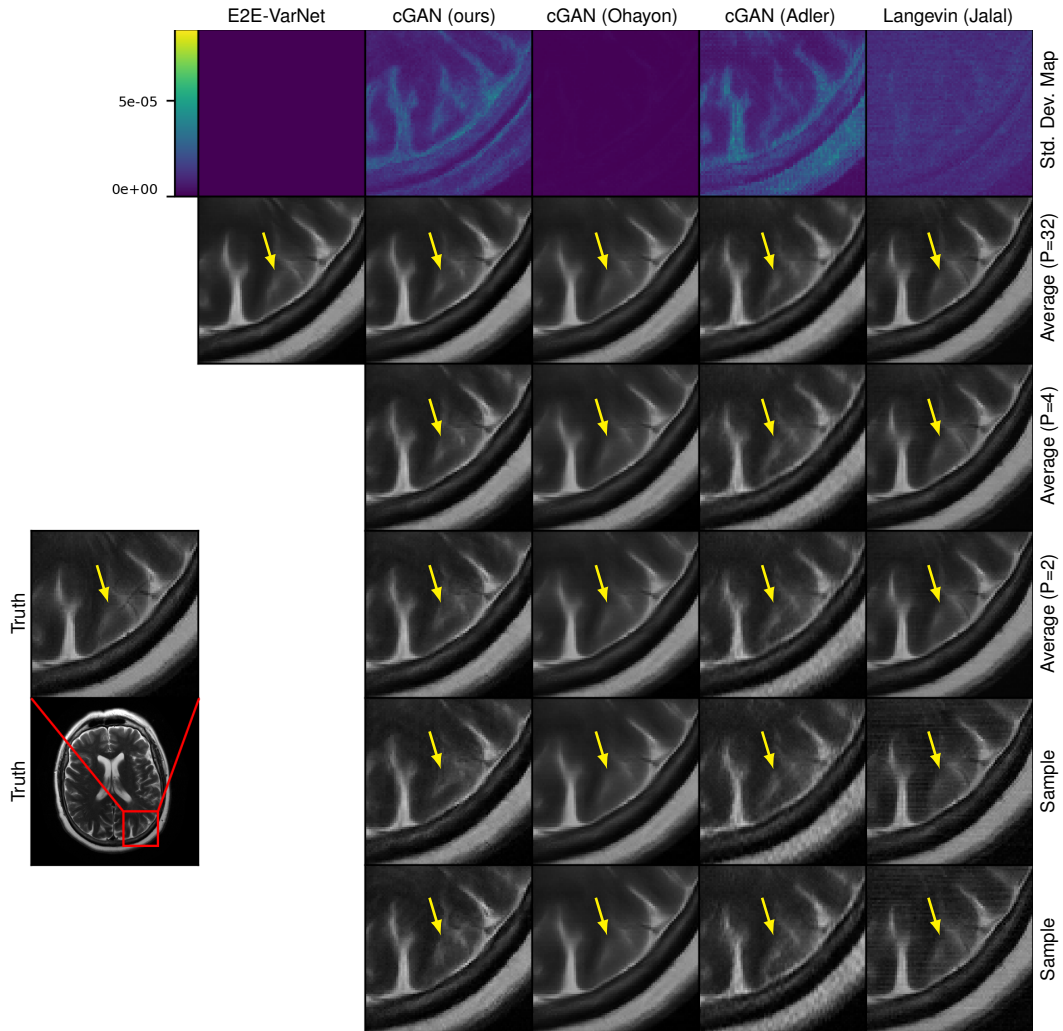 E2E-VarNet
cGAN (ours)
cGAN (Ohayon)
cGAN (Adler)
Langevin (Jalal)
5e-05
0e+00
Std. Dev. Map
Average (P=32)
Average (P=4)
Truth
Average (P=2)
Truth
Sample
Sample